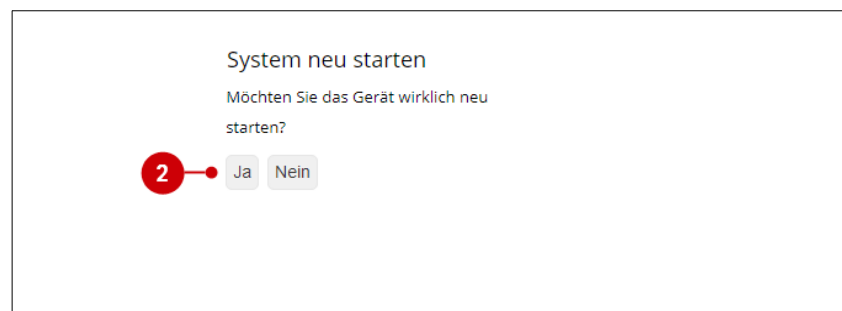 System neu starten
Möchten Sie das Gerät wirklich neu
starten?
2 Ja Nein